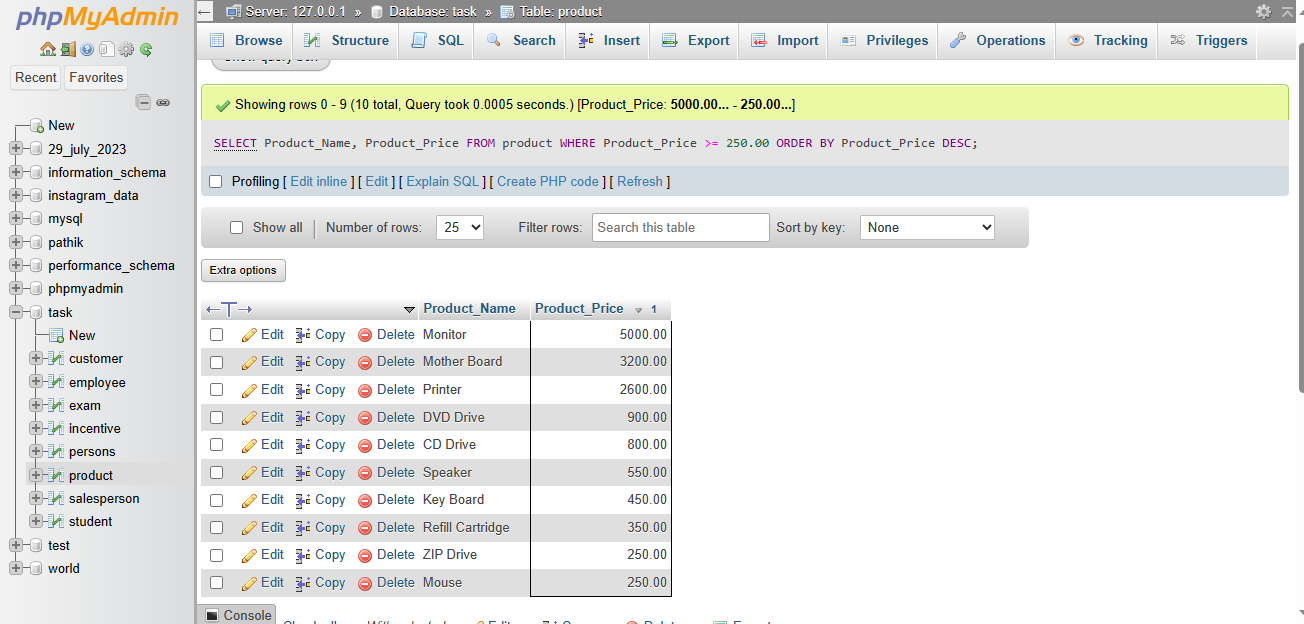 phpMyAdmin
Recent Favorites
New
29_july_2023
information_schema
instagram_data
mysql
pathik
performance_schema
phpmyadmin
task
New
customer
employee
exam
incentive
persons
product
salesperson
student
test
world
Server: 127.0.0.1 » Database: task » Table: product
Browse Structure SQL Search Insert Export Import Privileges Operations Tracking Triggers
Show query box
Showing rows 0 - 9 (10 total, Query took 0.0005 seconds.) [Product_Price: 5000.00... - 250.00...]
SELECT Product_Name, Product_Price FROM product WHERE Product_Price >= 250.00 ORDER BY Product_Price DESC;
Profiling [ Edit inline ] [ Edit ] [ Explain SQL ] [ Create PHP code ] [ Refresh ]
Show all | Number of rows: 25 Filter rows: Search this table Sort by key: None
Extra options
Product_Name Product_Price 1
Edit Copy Delete Monitor 5000.00
Edit Copy Delete Mother Board 3200.00
Edit Copy Delete Printer 2600.00
Edit Copy Delete DVD Drive 900.00
Edit Copy Delete CD Drive 800.00
Edit Copy Delete Speaker 550.00
Edit Copy Delete Key Board 450.00
Edit Copy Delete Refill Cartridge 350.00
Edit Copy Delete ZIP Drive 250.00
Edit Copy Delete Mouse 250.00
Console